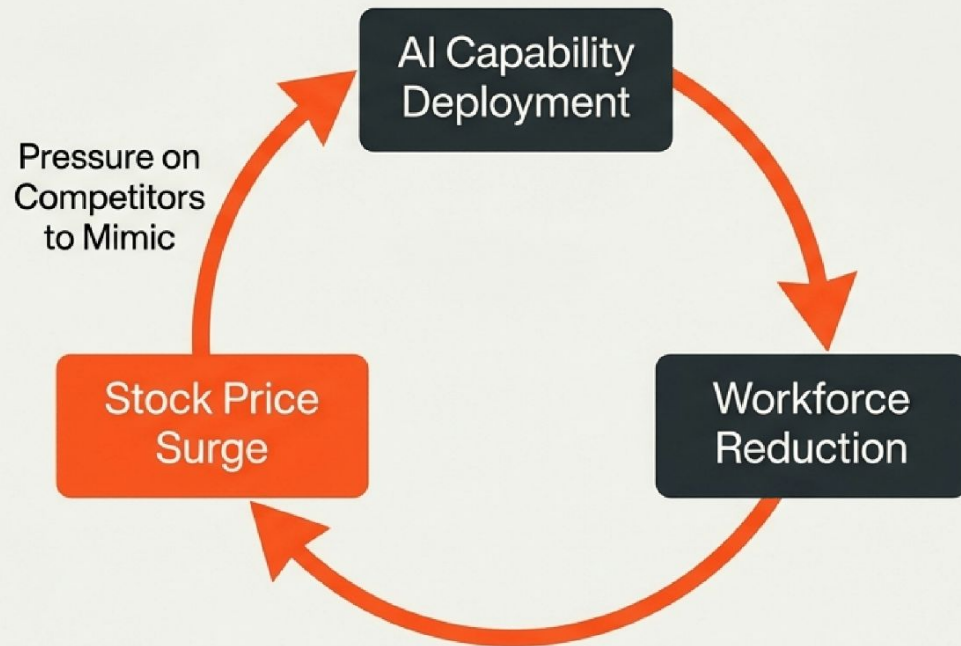 AI Capability
Deployment
Pressure on
Competitors
to Mimic
Stock Price
Surge
Workforce
Reduction